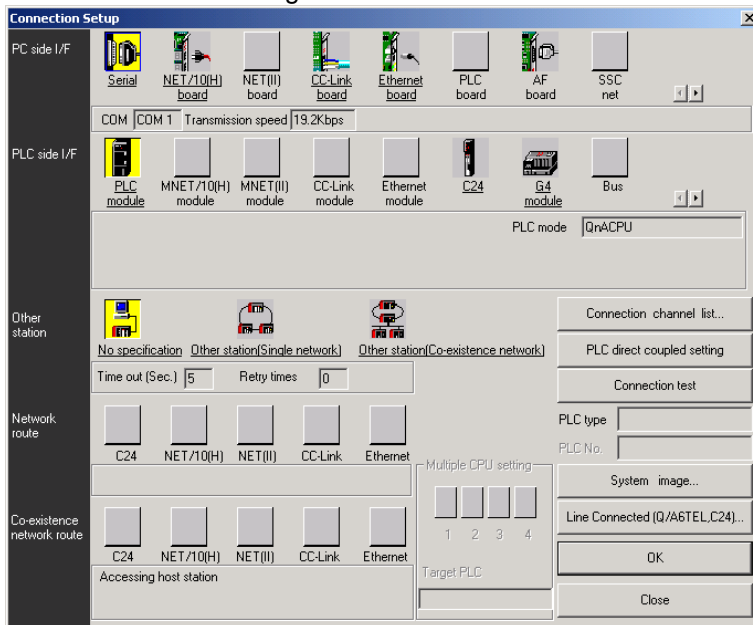 Connection Setup
PC side I/F
Serial
NET/10(H) board
NET(II) board
CC-Link board
Ethernet board
PLC board
AF board
SSC net
COM COM 1 Transmission speed 19.2Kbps
PLC side I/F
PLC module
MNET/10(H) module
MNET(II) module
CC-Link module
Ethernet module
C24
G4 module
Bus
PLC mode QnACPU
Other station
No specification
Other station(Single network)
Other station(Co-existence network)
Time out (Sec.) 5 Retry times 0
Connection channel list...
PLC direct coupled setting
Connection test
PLC type
PLC No.
System image...
Line Connected (Q/A6TEL,C24)...
OK
Close
Network route
C24 NET/10(H) NET(II) CC-Link Ethernet
Multiple CPU setting
1 2 3 4
Target PLC
Co-existence network route
C24 NET/10(H) NET(II) CC-Link Ethernet
Accessing host station